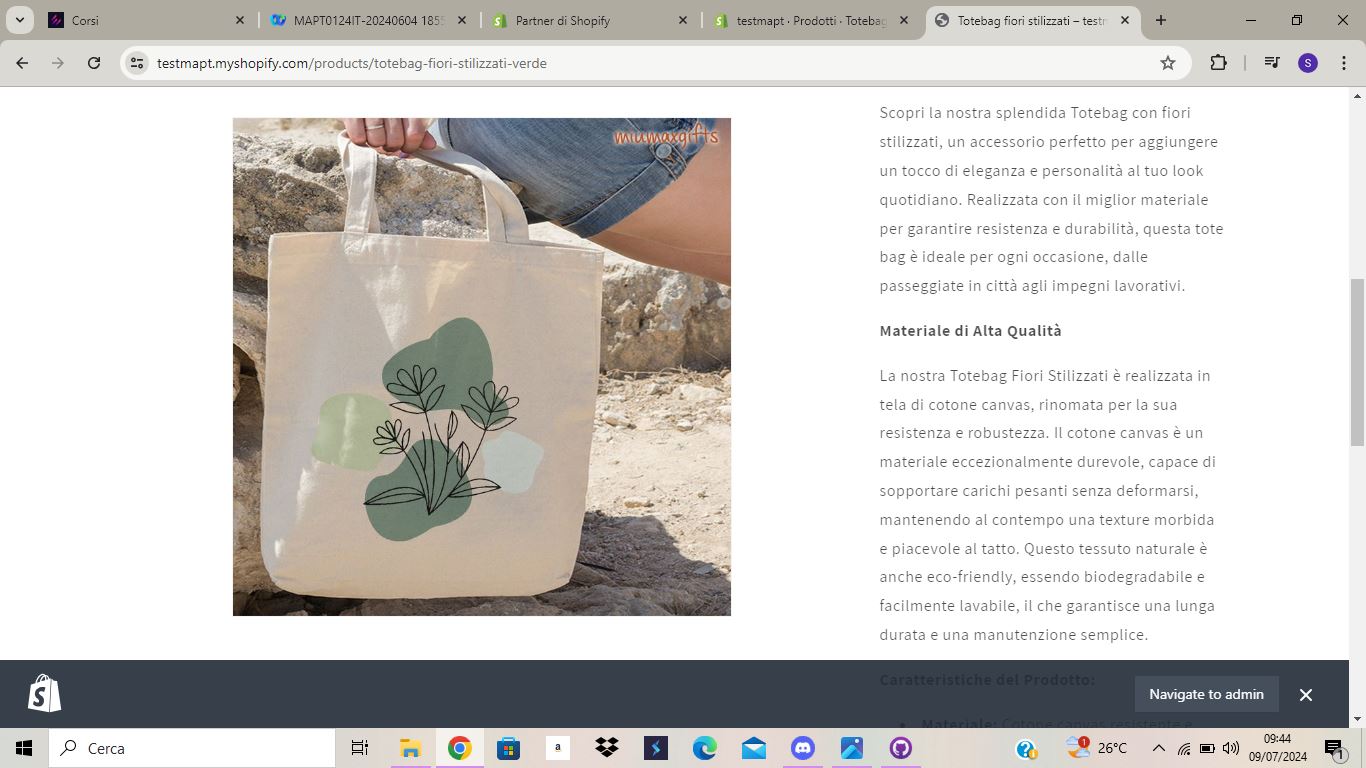 Corsi
MAPT0124IT-20240604 1855
Partner di Shopify
testmapt · Prodotti · Totebag
Totebag fiori stilizzati – testm
testmapt.myshopify.com/products/totebag-fiori-stilizzati-verde
S
miumaxgifts
Scopri la nostra splendida Totebag con fiori
stilizzati, un accessorio perfetto per aggiungere
un tocco di eleganza e personalità al tuo look
quotidiano. Realizzata con il miglior materiale
per garantire resistenza e durabilità, questa tote
bag è ideale per ogni occasione, dalle
passeggiate in città agli impegni lavorativi.
Materiale di Alta Qualità
La nostra Totebag Fiori Stilizzati è realizzata in
tela di cotone canvas, rinomata per la sua
resistenza e robustezza. Il cotone canvas è un
materiale eccezionalmente durevole, capace di
sopportare carichi pesanti senza deformarsi,
mantenendo al contempo una texture morbida
e piacevole al tatto. Questo tessuto naturale è
anche eco-friendly, essendo biodegradabile e
facilmente lavabile, il che garantisce una lunga
durata e una manutenzione semplice.
Caratteristiche del Prodotto:
Materiale: Cotone canvas resistente e
Navigate to admin
Cerca
a
1
26°C
09:44
09/07/2024
1